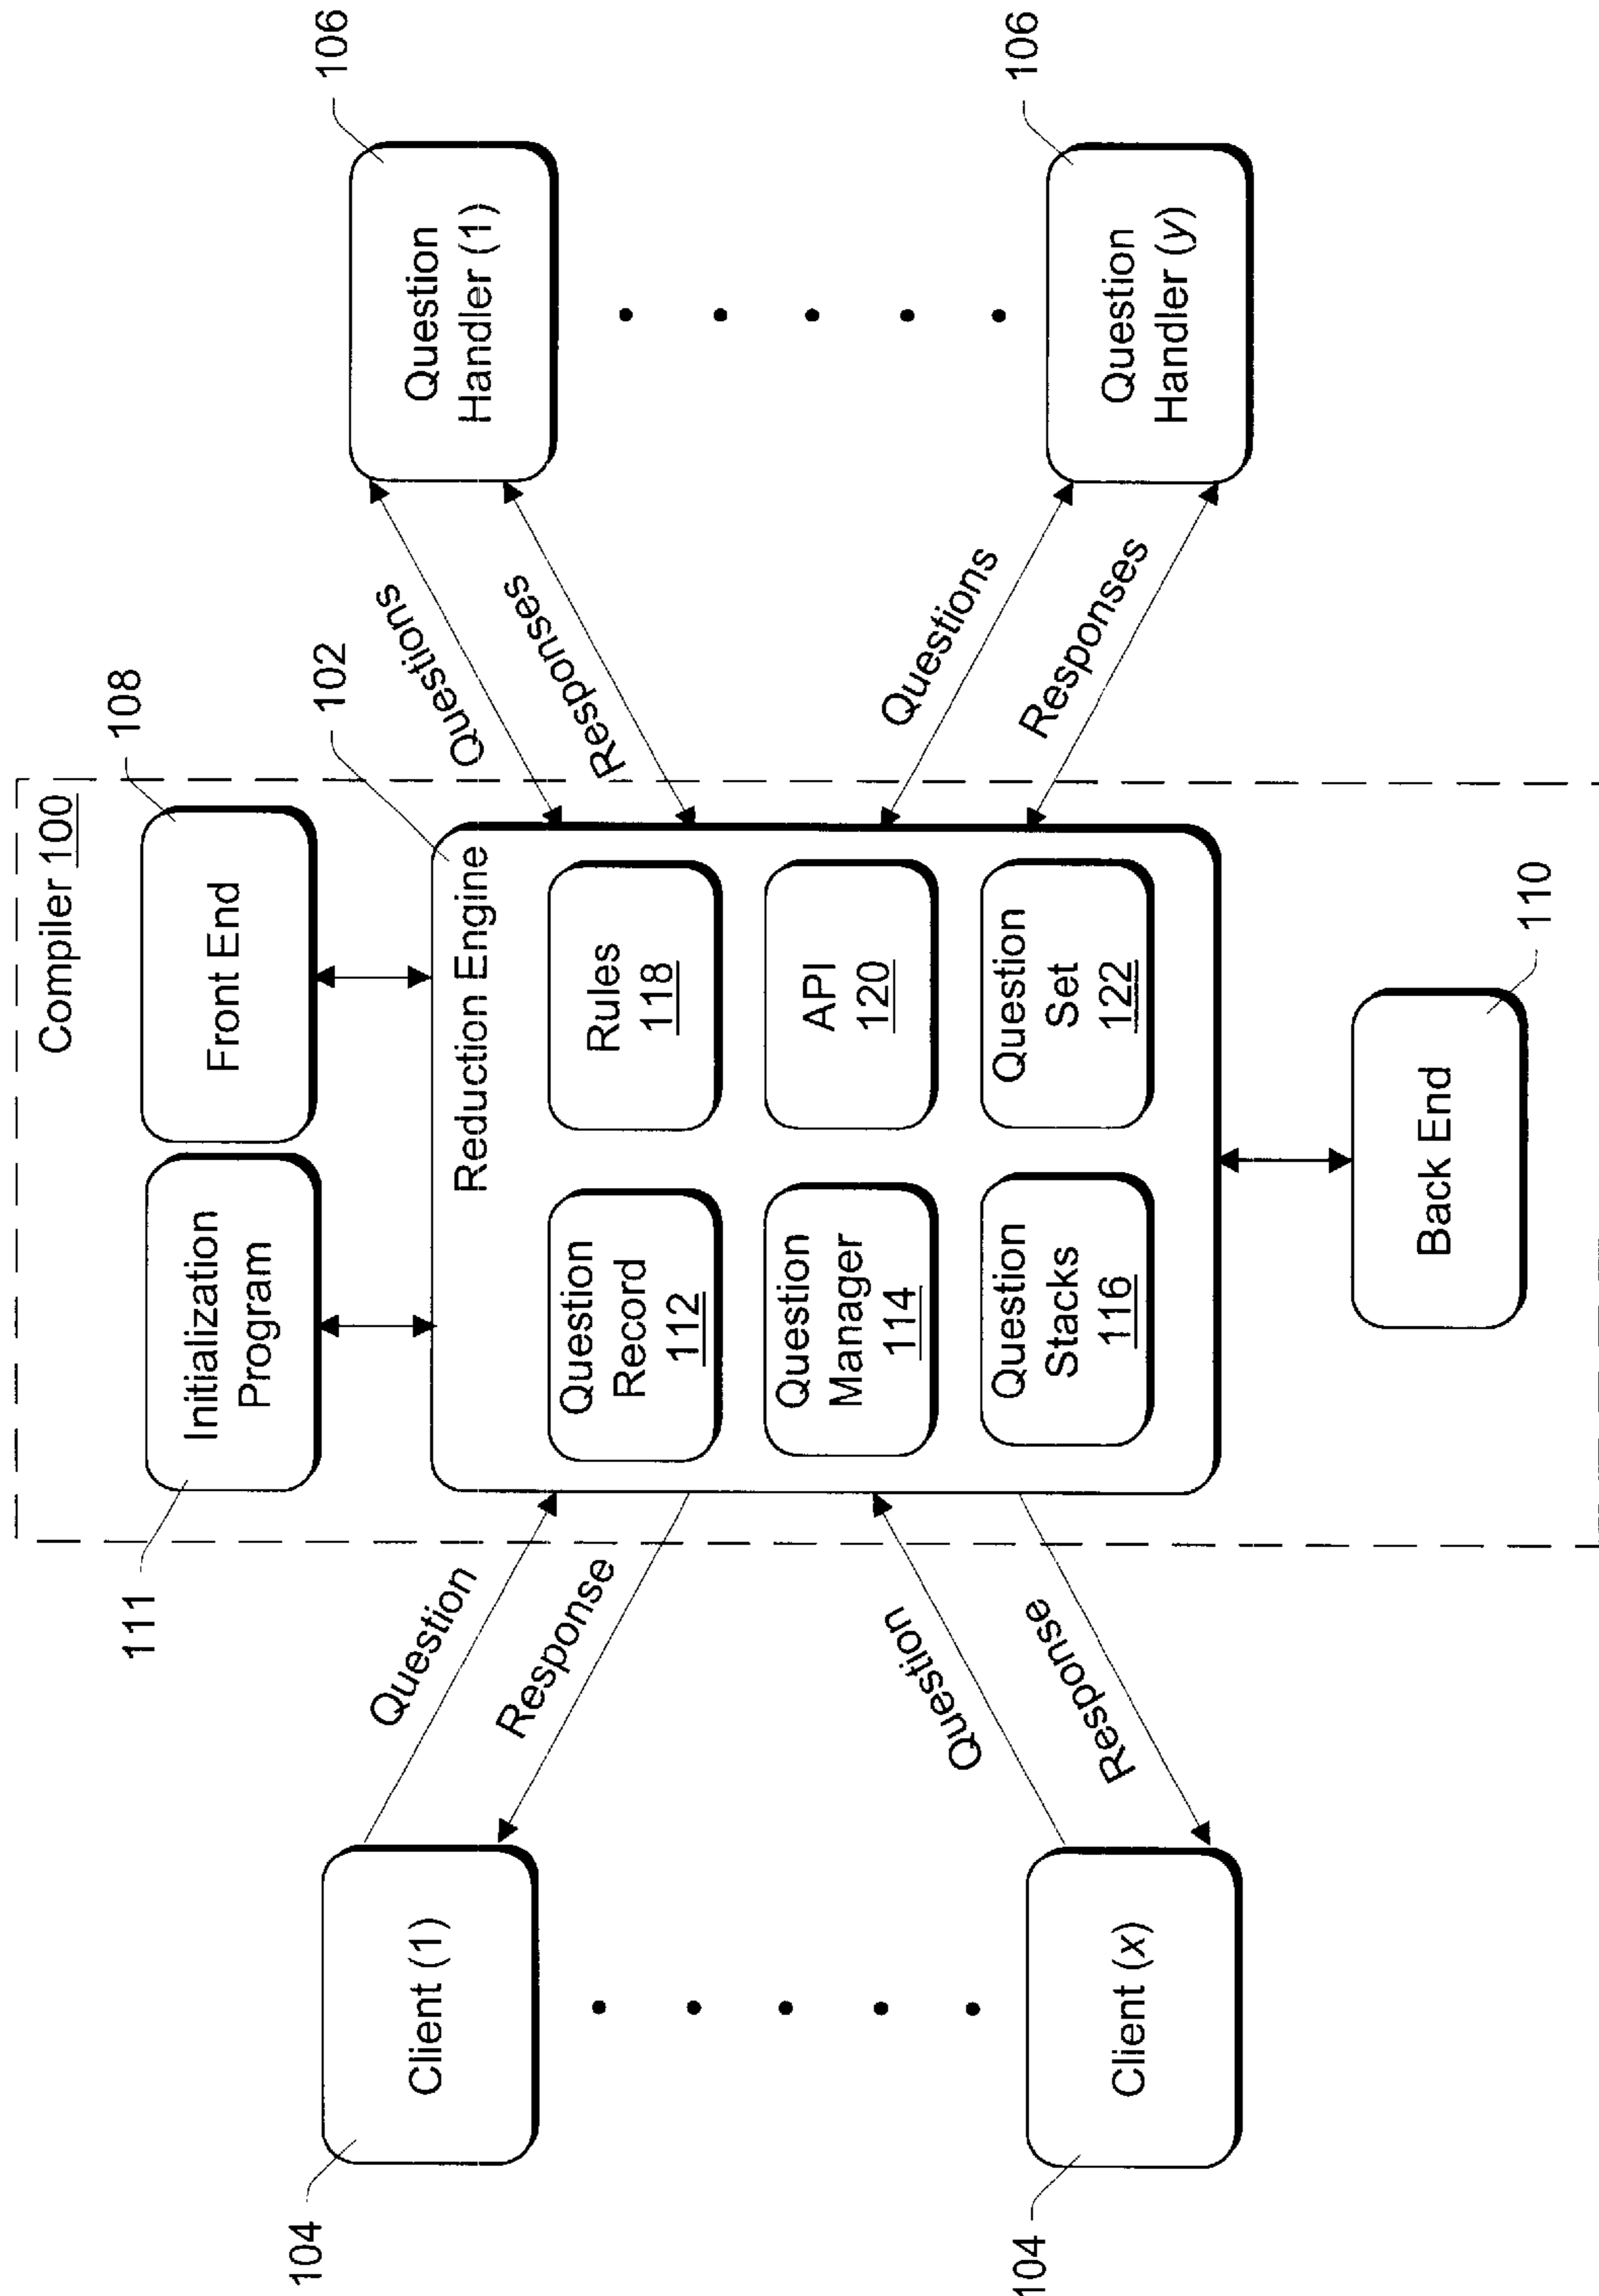 Compiler 100
108
111
Initialization
Program
Front End
102
106
Question
Handler (1)
104
Client (1)
Question
Response
Reduction Engine
Question
Record
112
Rules
118
Questions
Responses
Question
Manager
114
API
120
Question
Stacks
116
Question
Set
122
Question
Response
Questions
Responses
104
Client (x)
106
Question
Handler (y)
Back End
110